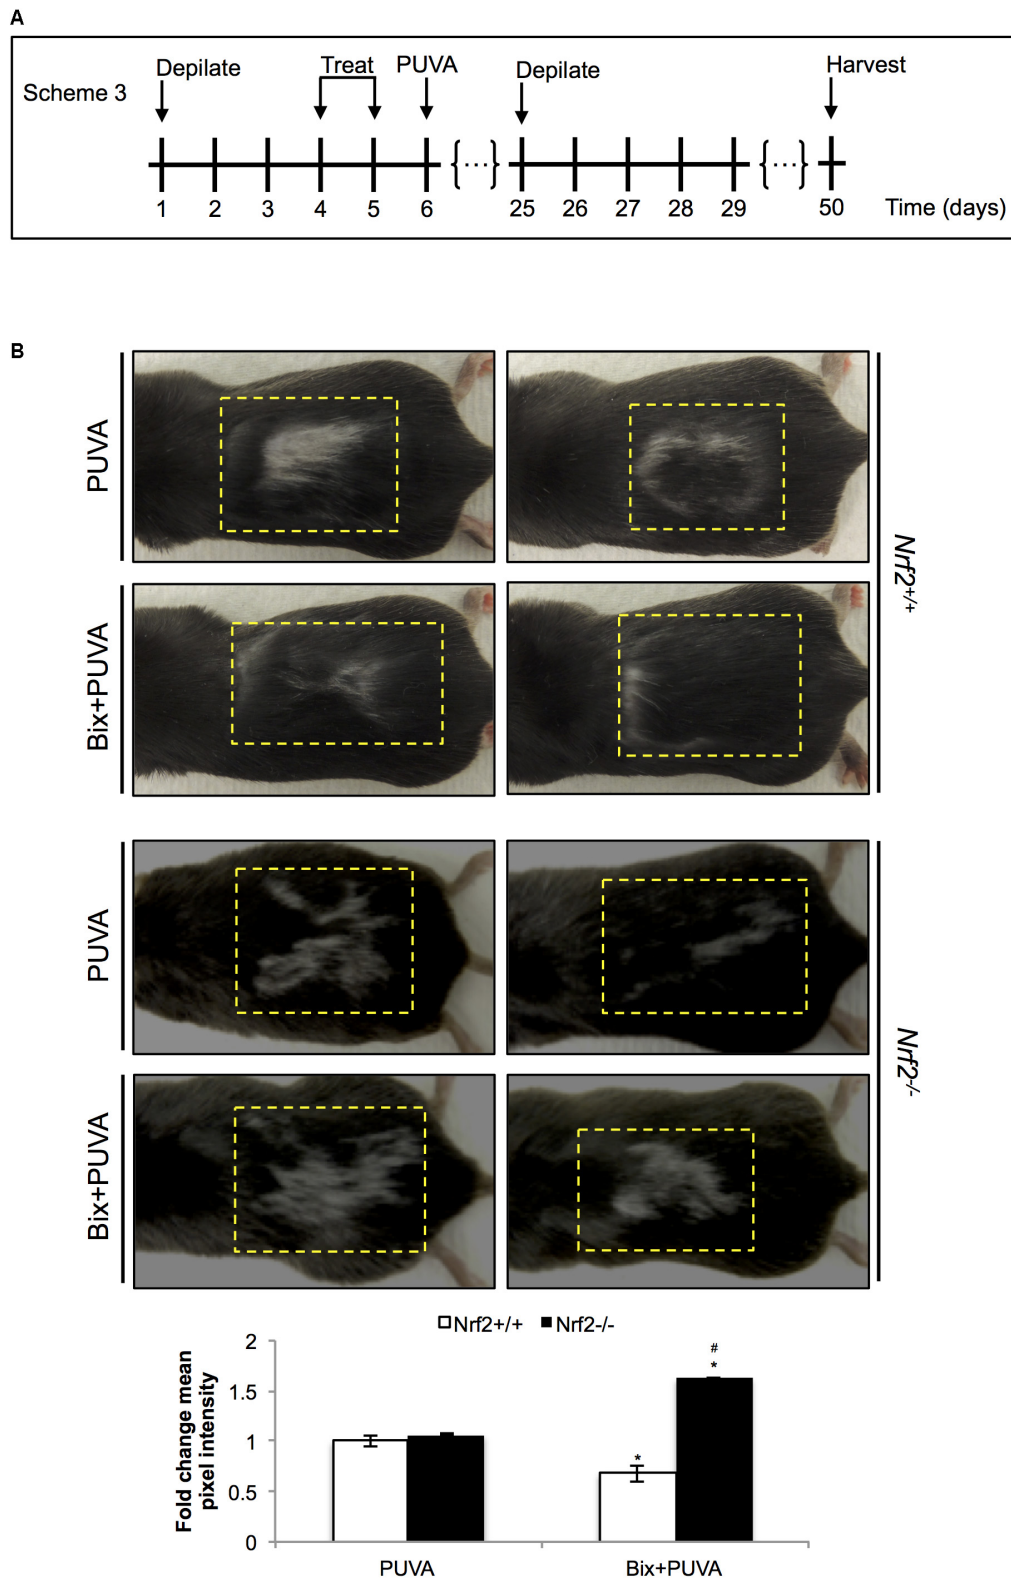 A
Scheme 3
Depilate
Treat
PUVA
Depilate
Harvest
{...}
{...}
1 2 3 4 5 6 25 26 27 28 29 50 Time (days)
B
PUVA
Bix+PUVA
Nrf2+/+
PUVA
Bix+PUVA
Nrf2-/-
Nrf2+/+ Nrf2-/-
Fold change mean
pixel intensity
2
1.5
1
0.5
0
*
#
*
PUVA Bix+PUVA